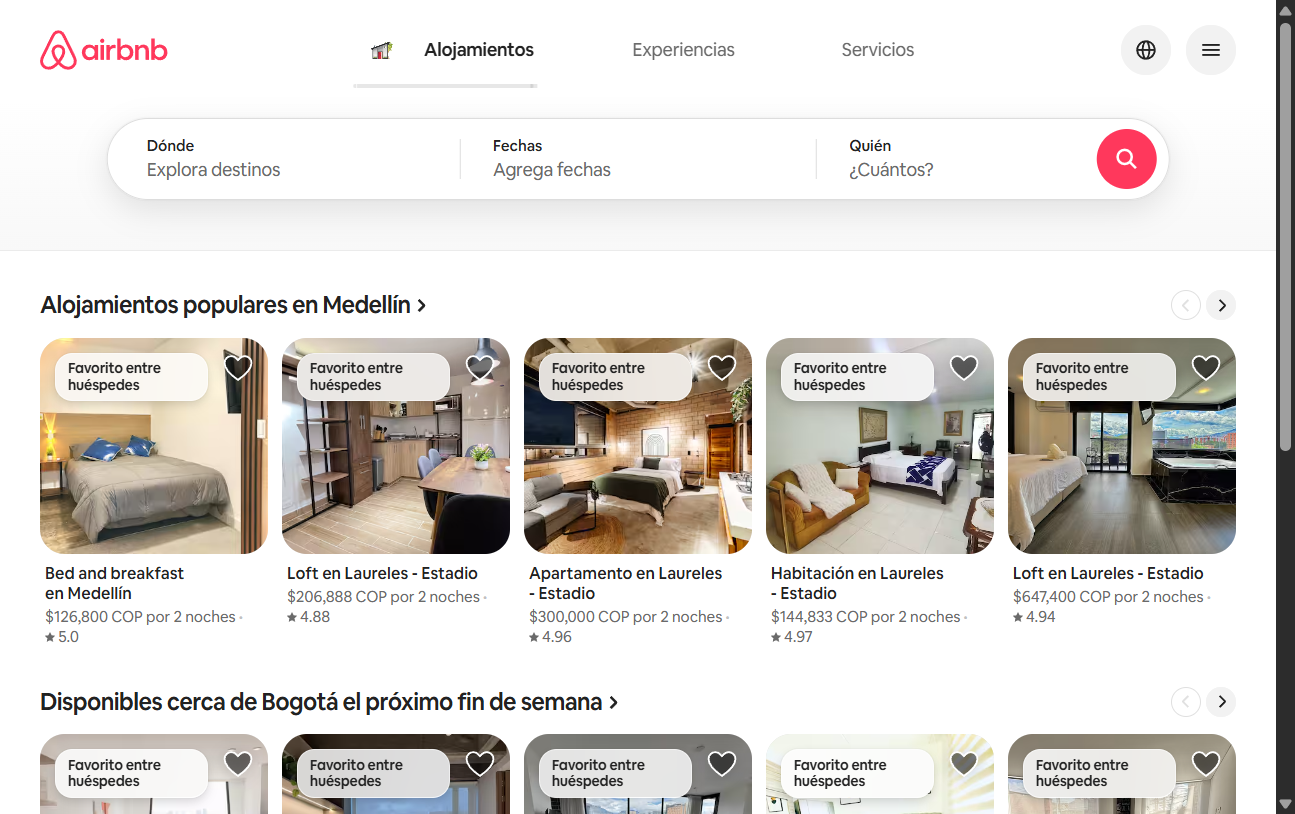 airbnb
Alojamientos
Experiencias
Servicios
Dónde
Explora destinos
Fechas
Agrega fechas
Quién
¿Cuántos?
Alojamientos populares en Medellín
Favorito entre
huéspedes
Favorito entre
huéspedes
Favorito entre
huéspedes
Favorito entre
huéspedes
Favorito entre
huéspedes
Bed and breakfast
en Medellín
$126,800 COP por 2 noches ·
★ 5.0
Loft en Laureles - Estadio
$206,888 COP por 2 noches ·
★ 4.88
Apartamento en Laureles
- Estadio
$300,000 COP por 2 noches ·
★ 4.96
Habitación en Laureles
- Estadio
$144,833 COP por 2 noches ·
★ 4.97
Loft en Laureles - Estadio
$647,400 COP por 2 noches ·
★ 4.94
Disponibles cerca de Bogotá el próximo fin de semana
Favorito entre
huéspedes
Favorito entre
huéspedes
Favorito entre
huéspedes
Favorito entre
huéspedes
Favorito entre
huéspedes